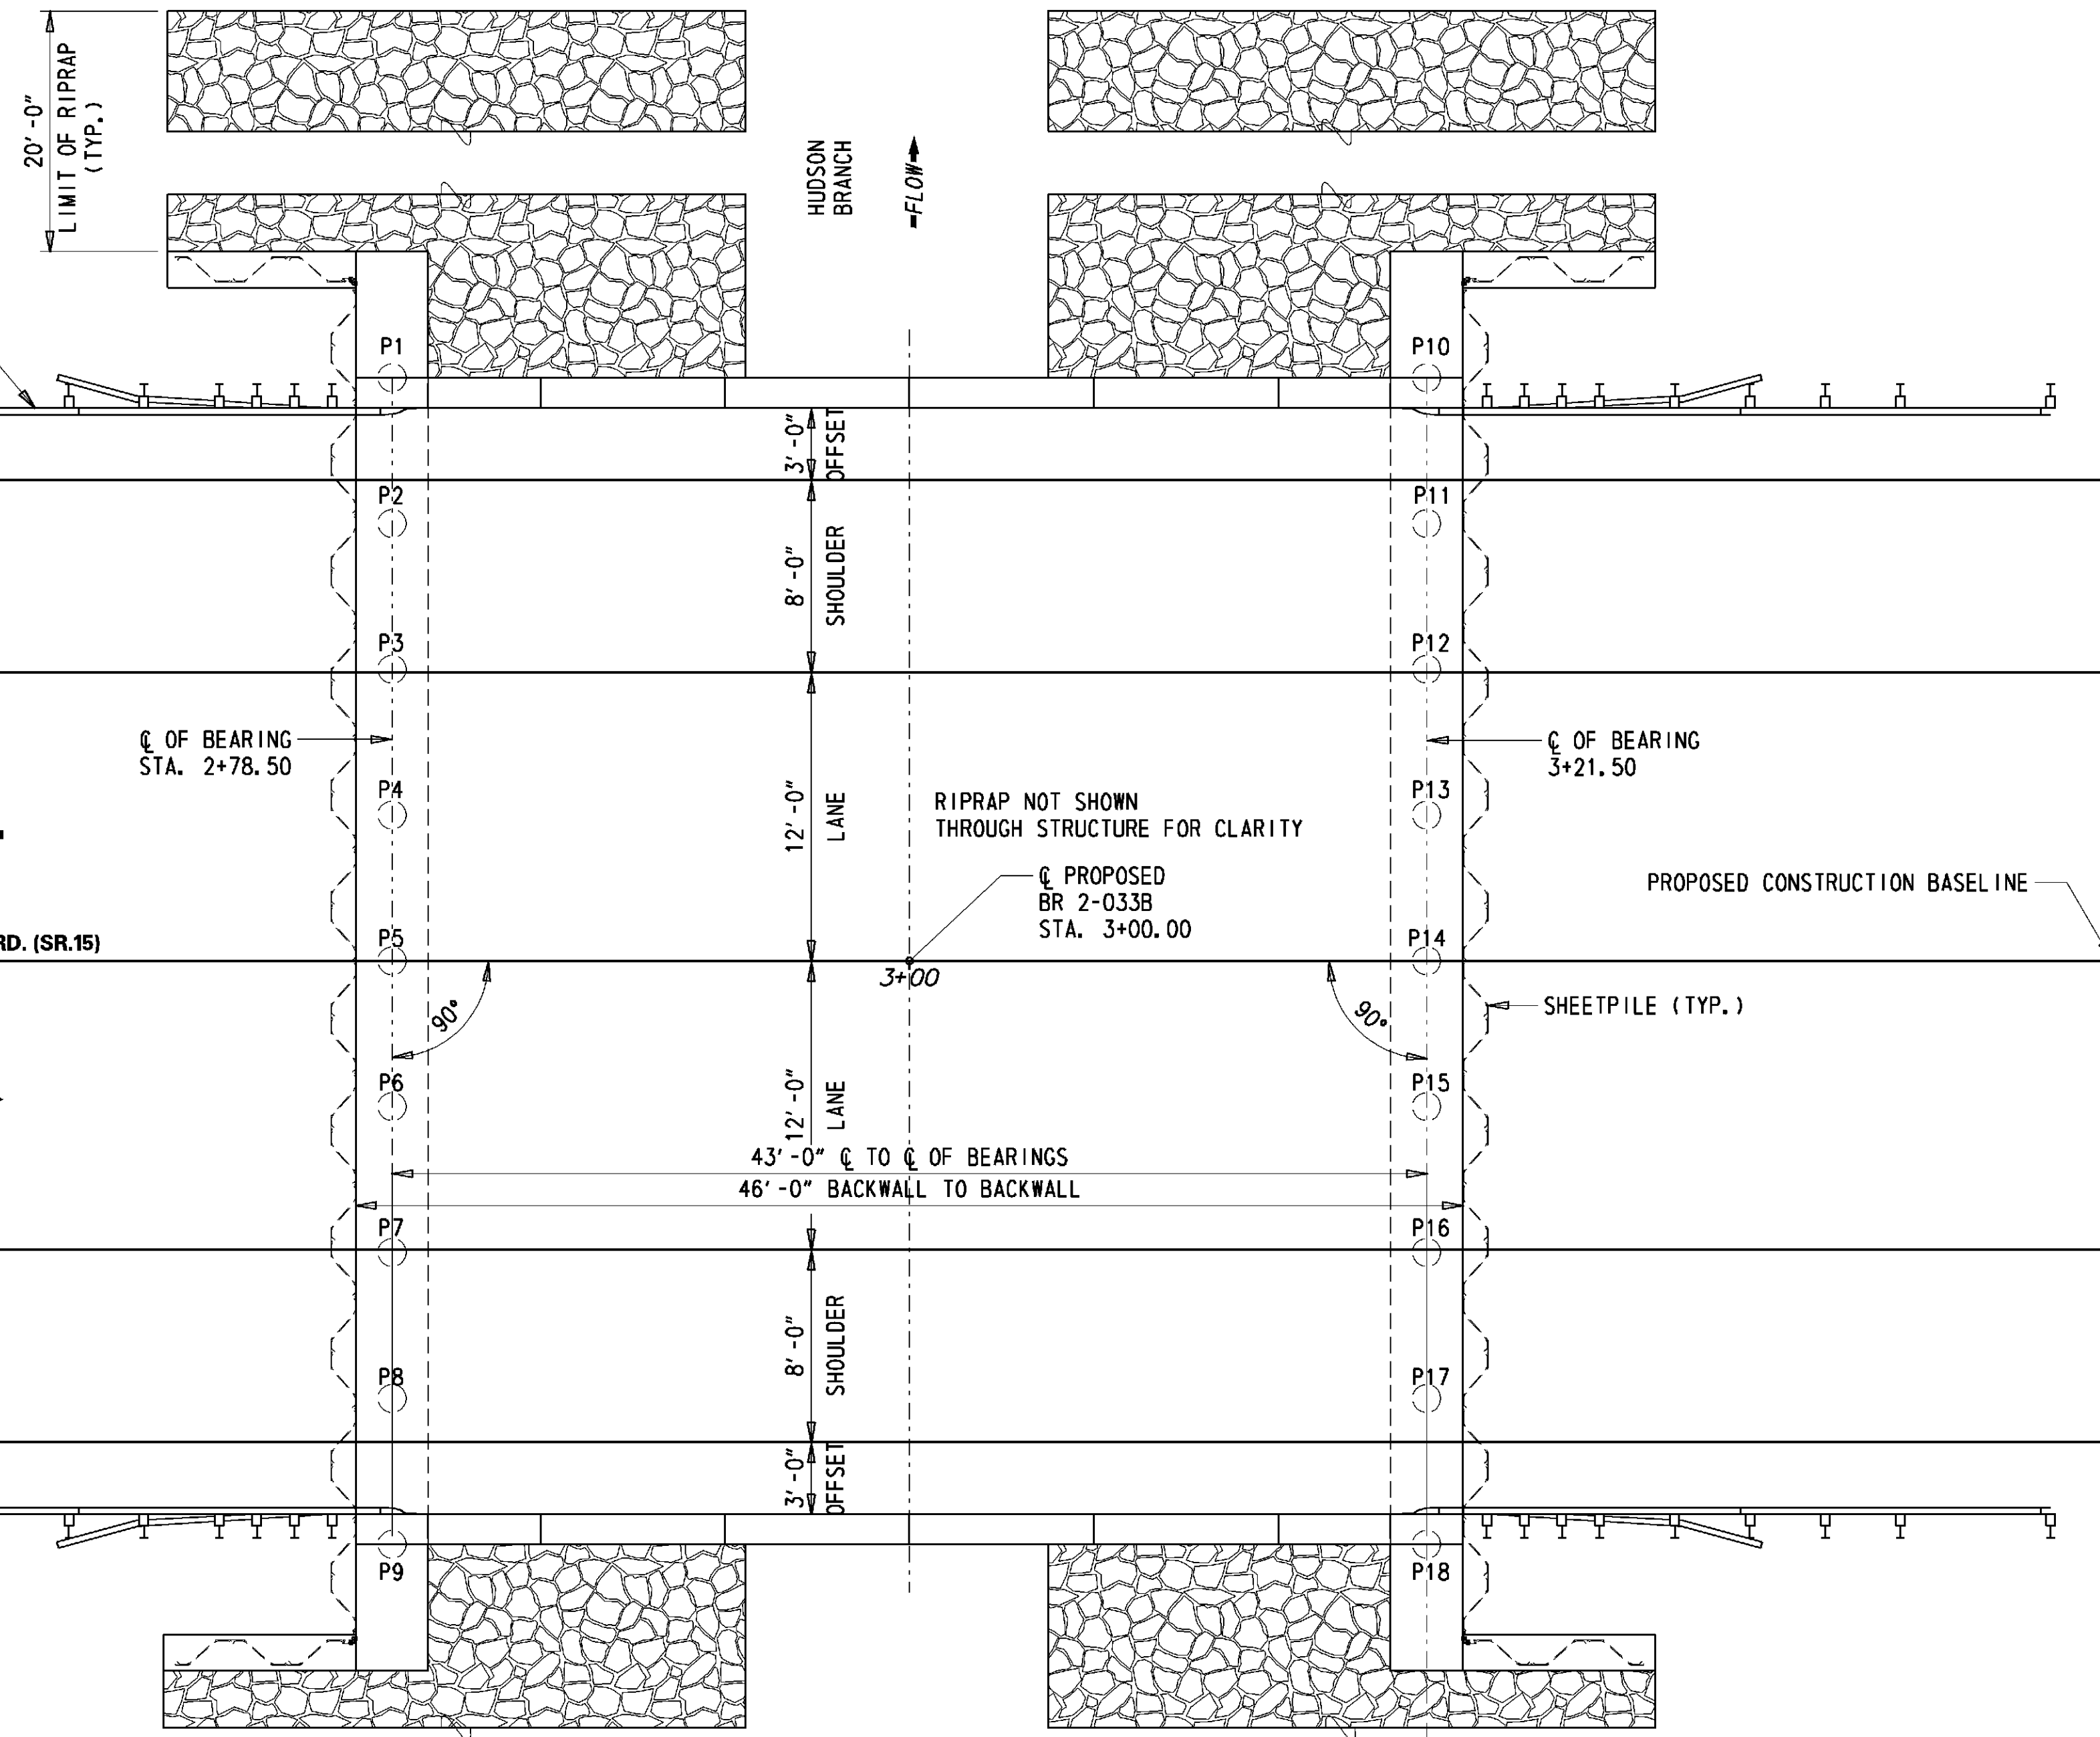 20'-0"
LIMIT OF RIPRAP
(TYP.)
HUDSON
BRANCH
FLOW
P1
P10
3'-0"
OFFSET
P2
P11
8'-0"
SHOULDER
P3
P12
℄ OF BEARING
STA. 2+78.50
℄ OF BEARING
3+21.50
P4
P13
12'-0"
LANE
RIPRAP NOT SHOWN
THROUGH STRUCTURE FOR CLARITY
℄ PROPOSED
BR 2-033B
STA. 3+00.00
PROPOSED CONSTRUCTION BASELINE
RD. (SR.15)
P5
P14
3+00
90°
90°
SHEETPILE (TYP.)
P6
P15
12'-0"
LANE
43'-0" ℄ TO ℄ OF BEARINGS
46'-0" BACKWALL TO BACKWALL
P7
P16
8'-0"
SHOULDER
P8
P17
3'-0"
OFFSET
P9
P18